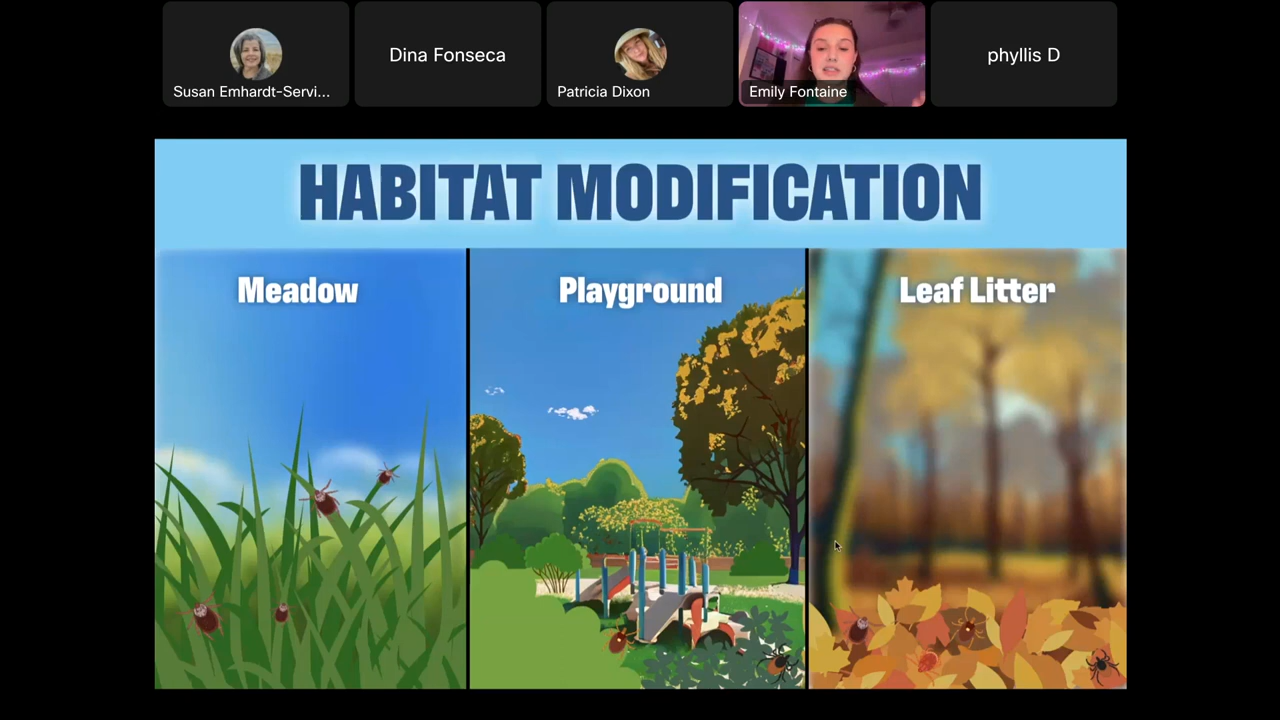 Susan Emhardt-Servi...
Dina Fonseca
Patricia Dixon
Emily Fontaine
phyllis D
HABITAT MODIFICATION
Meadow
Playground
Leaf Litter